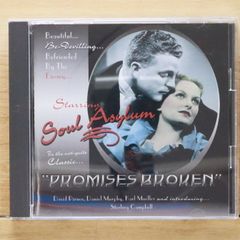 Beautiful...
Be-Devilling...
Befriended
By The
Enemy...
Starring
Soul Asylum
In the not-quite
Classic...
"PROMISES BROKEN"
David Pirner, Daniel Murphy, Karl Mueller and introducing...
Sterling Campbell